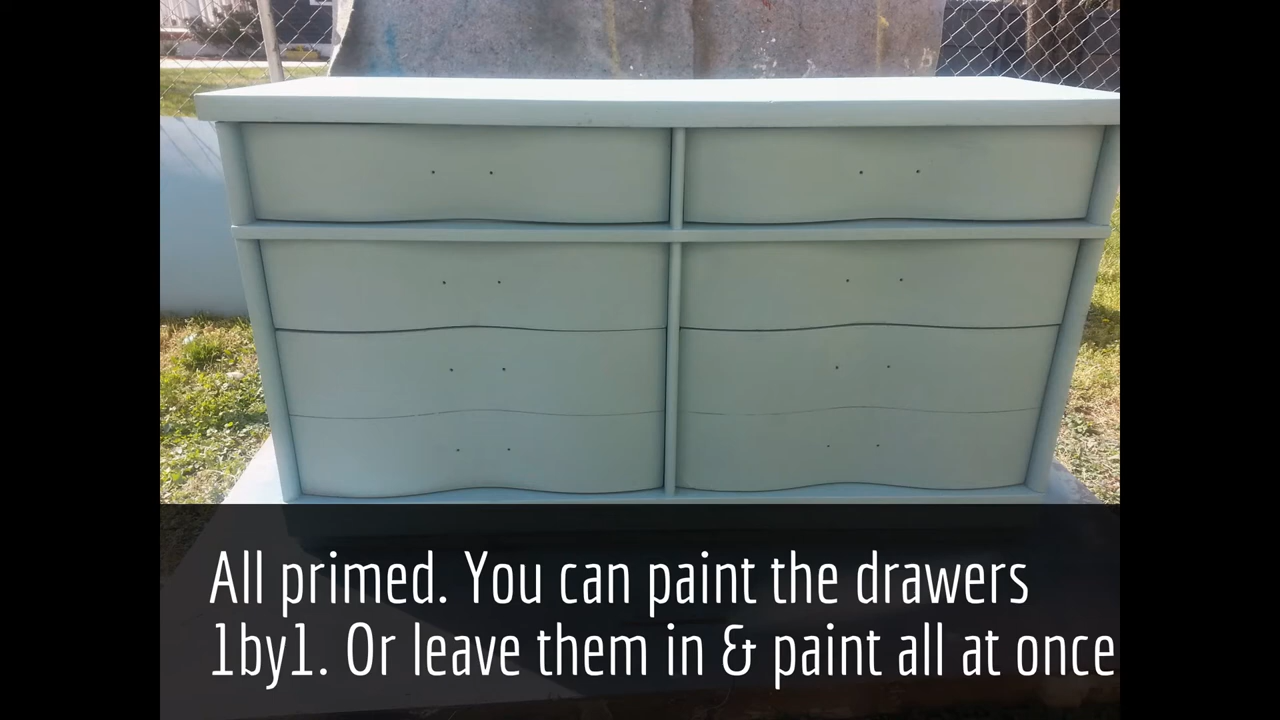 All primed. You can paint the drawers
1by1. Or leave them in & paint all at once